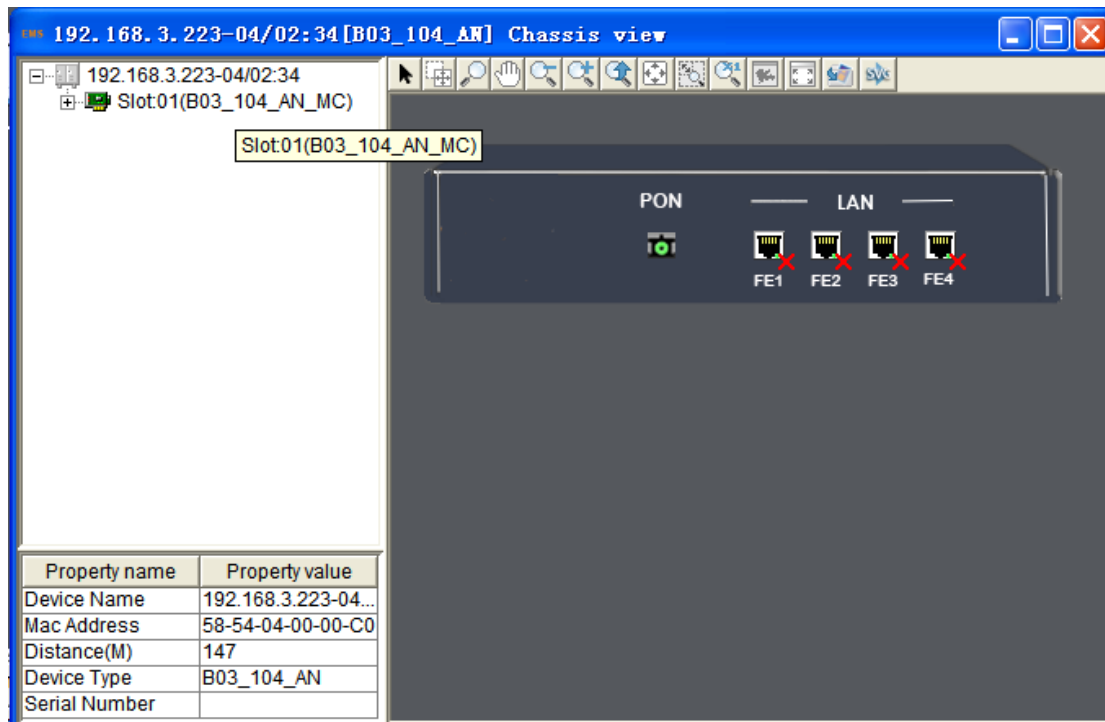 EMS 192.168.3.223-04/02:34[B03_104_AN] Chassis view
192.168.3.223-04/02:34
Slot:01(B03_104_AN_MC)
Slot:01(B03_104_AN_MC)
PON
LAN
FE1 FE2 FE3 FE4
Property name Property value
Device Name 192.168.3.223-04...
Mac Address 58-54-04-00-00-C0
Distance(M) 147
Device Type B03_104_AN
Serial Number